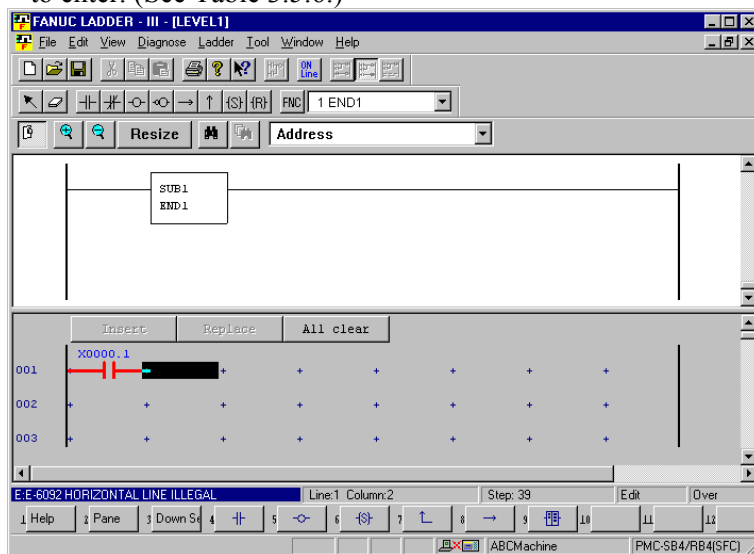 to enter. (See Table 3.3.6.)
FANUC LADDER - III - [LEVEL1]
File Edit View Diagnose Ladder Tool Window Help
ON Line
{S} {R} FNC 1 END1
Resize Address
SUB1
END1
Insert Replace All clear
X0000.1
001
002
003
E:E-6092 HORIZONTAL LINE ILLEGAL Line:1 Column:2 Step: 39 Edit Over
1 Help 2 Pane 3 Down Se 4 5 6 (S) 7 8 9 10 11 12
ABCMachine PMC-SB4/RB4(SFC)